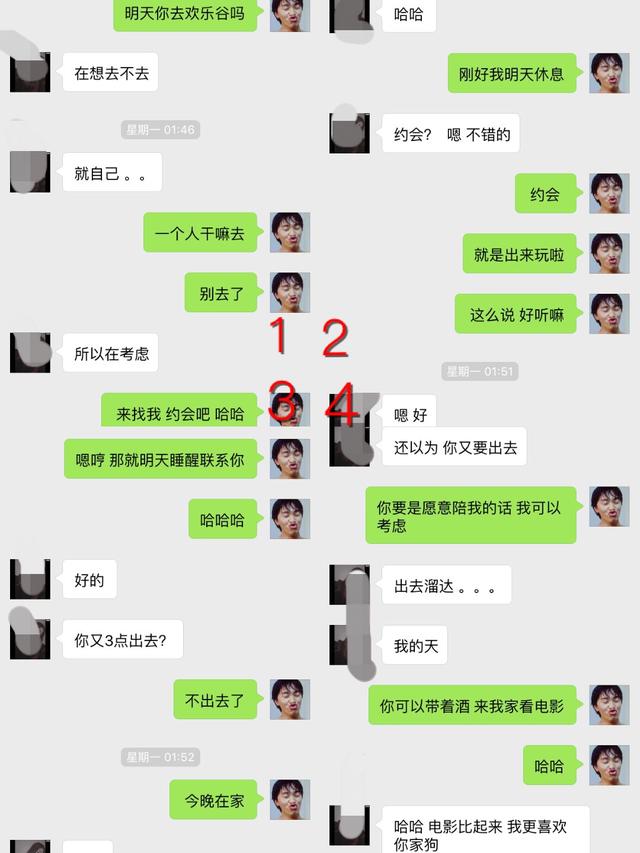 明天你去欢乐谷吗
在想去不去
星期一 01:46
就自己 。。
一个人干嘛去
别去了
所以在考虑
来找我 约会吧 哈哈
1
哈哈
刚好我明天休息
约会? 嗯 不错的
约会
就是出来玩啦
这么说 好听嘛
星期一 01:51
嗯 好
2
3
嗯哼 那就明天睡醒联系你
哈哈哈
好的
你又3点出去?
不出去了
星期一 01:52
今晚在家
4
还以为 你又要出去
你要是愿意陪我的话 我可以
考虑
出去溜达 。。。
我的天
你可以带着酒 来我家看电影
哈哈
哈哈 电影比起来 我更喜欢
你家狗